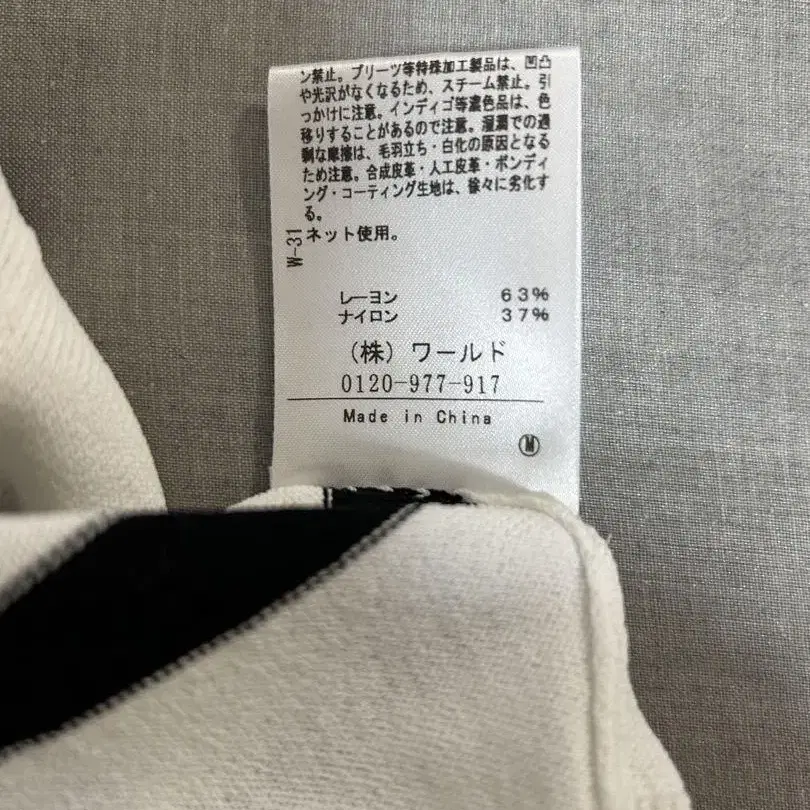 ン禁止。プリーツ等特殊加工製品は、凹凸
や光沢がなくなるため、スチーム禁止。引
っかけに注意。インディゴ等濃色品は、色
移りすることがあるので注意。湿潤での過
剰な摩擦は、毛羽立ち・白化の原因となる
ため注意。合成皮革・人工皮革・ボンディ
ング・コーティング生地は、徐々に劣化す
る。
ネット使用。
W-31
レーヨン 63%
ナイロン 37%
(株)ワールド
0120-977-917
Made in China
M